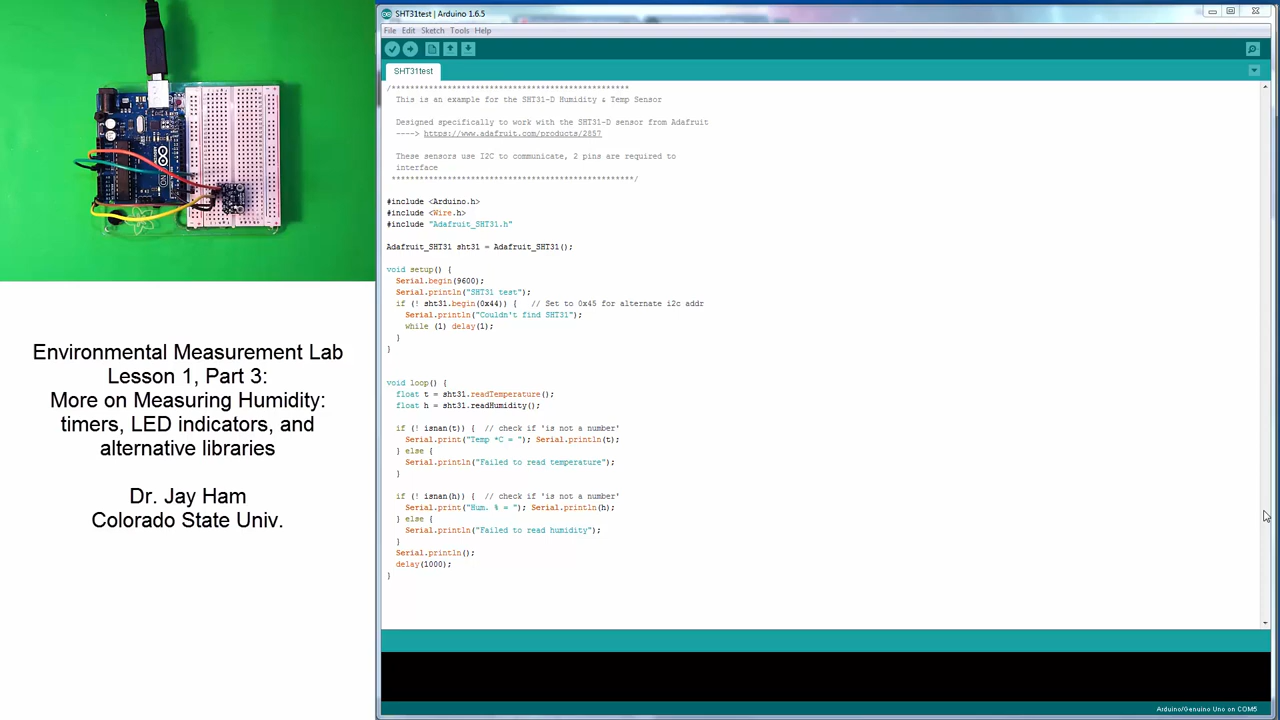 SHT31test | Arduino 1.6.5
File Edit Sketch Tools Help
SHT31test
/***************************************************
This is an example for the SHT31-D Humidity & Temp Sensor
Designed specifically to work with the SHT31-D sensor from Adafruit
----> https://www.adafruit.com/products/2857
These sensors use I2C to communicate, 2 pins are required to
interface
****************************************************/
#include <Arduino.h>
#include <Wire.h>
#include "Adafruit_SHT31.h"
Adafruit_SHT31 sht31 = Adafruit_SHT31();
void setup() {
Serial.begin(9600);
Serial.println("SHT31 test");
if (! sht31.begin(0x44)) {   // Set to 0x45 for alternate i2c addr
Serial.println("Couldn't find SHT31");
while (1) delay(1);
}
}
void loop() {
float t = sht31.readTemperature();
float h = sht31.readHumidity();
if (! isnan(t)) {  // check if 'is not a number'
Serial.print("Temp *C = "); Serial.println(t);
} else {
Serial.println("Failed to read temperature");
}
if (! isnan(h)) {  // check if 'is not a number'
Serial.print("Hum. % = "); Serial.println(h);
} else {
Serial.println("Failed to read humidity");
}
Serial.println();
delay(1000);
}
Arduino/Genuino Uno on COM5
Environmental Measurement Lab
Lesson 1, Part 3:
More on Measuring Humidity:
timers, LED indicators, and
alternative libraries
Dr. Jay Ham
Colorado State Univ.